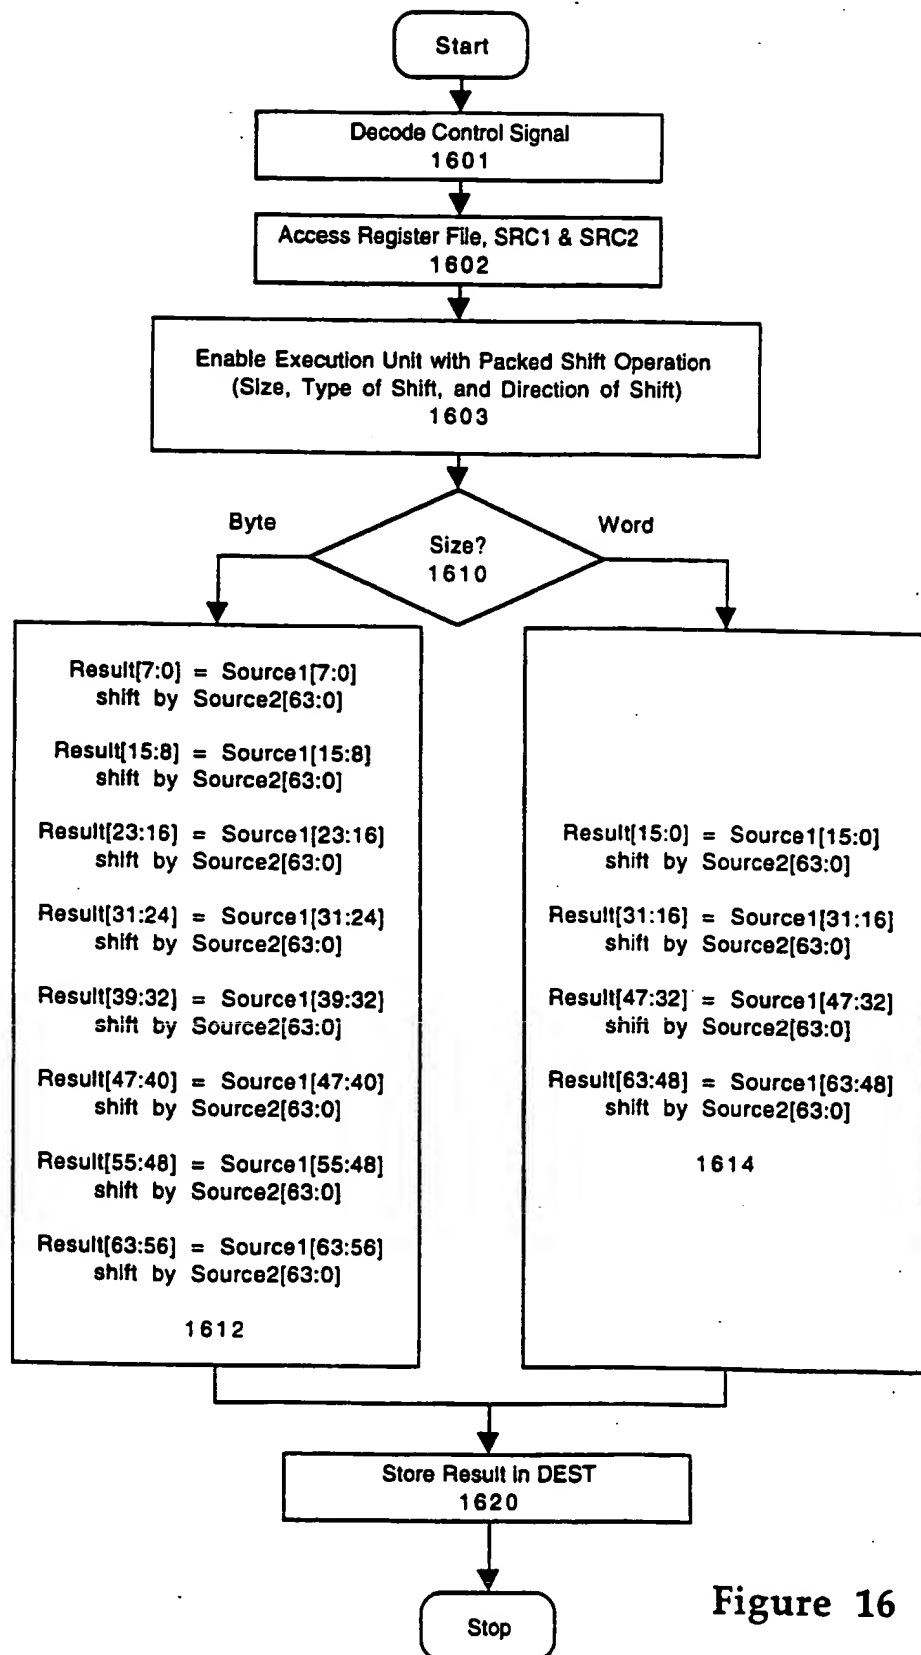 Start
Decode Control Signal
1601
Access Register File, SRC1 & SRC2
1602
Enable Execution Unit with Packed Shift Operation
(Size, Type of Shift, and Direction of Shift)
1603
Byte
Word
Size?
1610
Result[7:0] = Source1[7:0]
shift by Source2[63:0]
Result[15:8] = Source1[15:8]
shift by Source2[63:0]
Result[23:16] = Source1[23:16]
shift by Source2[63:0]
Result[31:24] = Source1[31:24]
shift by Source2[63:0]
Result[39:32] = Source1[39:32]
shift by Source2[63:0]
Result[47:40] = Source1[47:40]
shift by Source2[63:0]
Result[55:48] = Source1[55:48]
shift by Source2[63:0]
Result[63:56] = Source1[63:56]
shift by Source2[63:0]
1612
Result[15:0] = Source1[15:0]
shift by Source2[63:0]
Result[31:16] = Source1[31:16]
shift by Source2[63:0]
Result[47:32] = Source1[47:32]
shift by Source2[63:0]
Result[63:48] = Source1[63:48]
shift by Source2[63:0]
1614
Store Result in DEST
1620
Stop
Figure 16